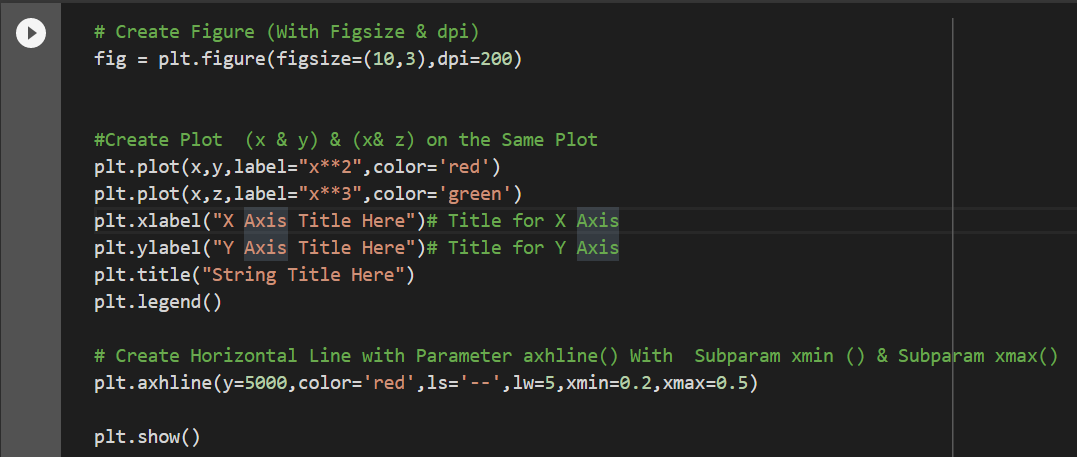 # Create Figure (With Figsize & dpi)
fig = plt.figure(figsize=(10,3),dpi=200)
#Create Plot  (x & y) & (x& z) on the Same Plot
plt.plot(x,y,label="x**2",color='red')
plt.plot(x,z,label="x**3",color='green')
plt.xlabel("X Axis Title Here")# Title for X Axis
plt.ylabel("Y Axis Title Here")# Title for Y Axis
plt.title("String Title Here")
plt.legend()
# Create Horizontal Line with Parameter axhline() With  Subparam xmin () & Subparam xmax()
plt.axhline(y=5000,color='red',ls='--',lw=5,xmin=0.2,xmax=0.5)
plt.show()